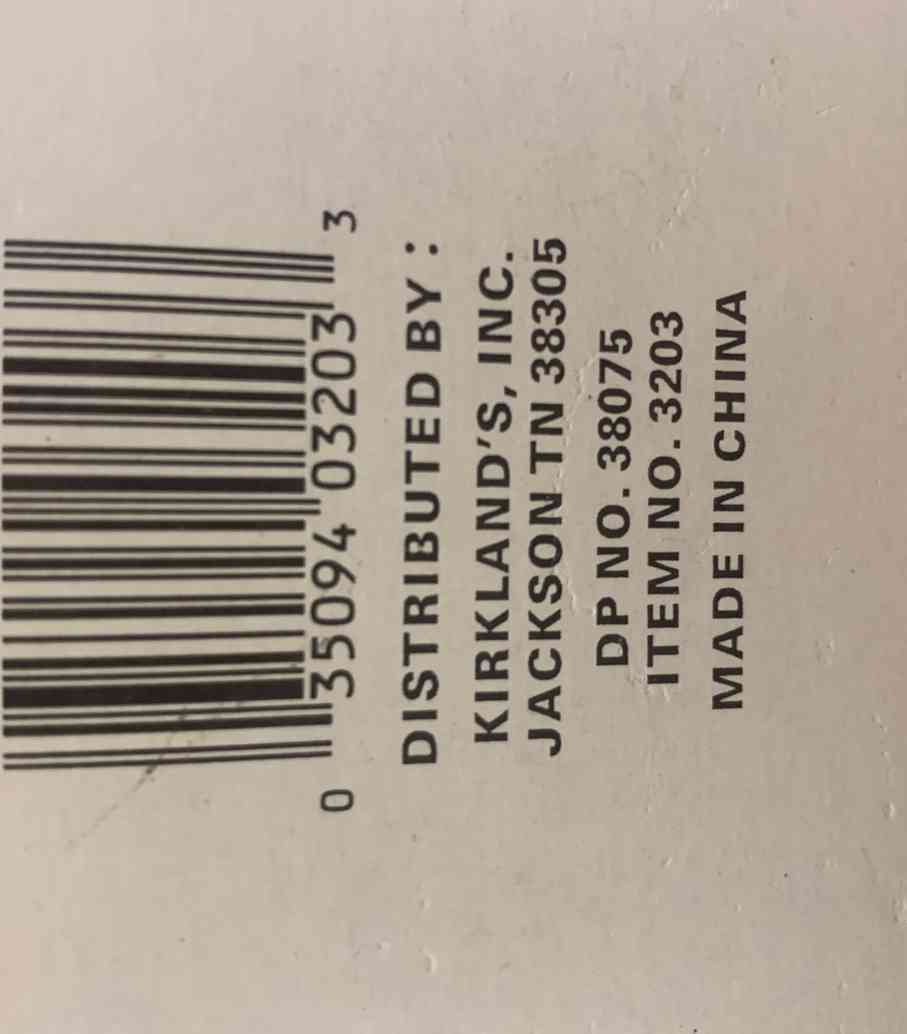 0 35094 03203 3
DISTRIBUTED BY :
KIRKLAND'S, INC.
JACKSON TN 38305
DP NO. 38075
ITEM NO. 3203
MADE IN CHINA